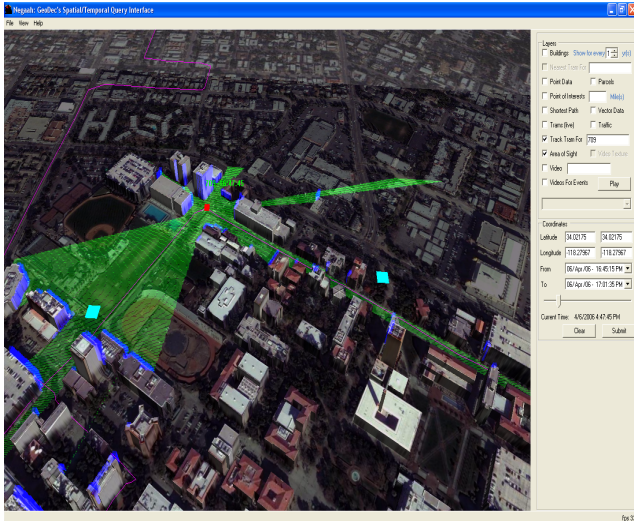 Negaah: GeoDec's Spatial/Temporal Query Interface
File View Help
Layers
Buildings Show for every 1 yr(s)
Nearest Tram For
Point Data Parcels
Point of Interests Mile(s)
Shortest Path Vector Data
Trams (live) Traffic
Track Tram For 709
Area of Sight Video Texture
Video
Videos For Events Play
Coordinates
Latitude 34.02175 34.02175
Longitude -118.27967 -118.27967
From 06/Apr/06 - 16:45:15 PM
To 06/Apr/06 - 17:01:35 PM
Current Time: 4/6/2006 4:47:45 PM
Clear Submit